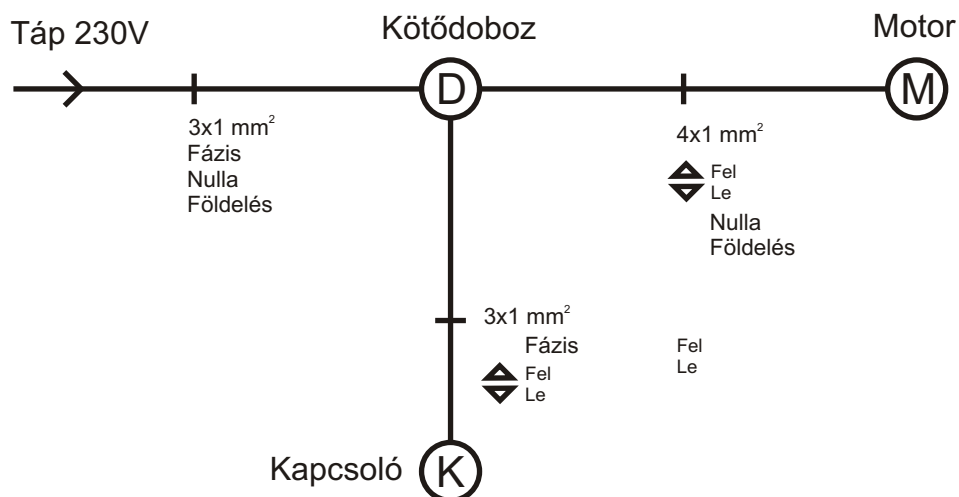 Táp 230V
Kötődoboz
Motor
D
M
3x1 mm²
Fázis
Nulla
Földelés
4x1 mm²
Fel
Le
Nulla
Földelés
3x1 mm²
Fázis
Fel
Le
Fel
Le
Kapcsoló
K